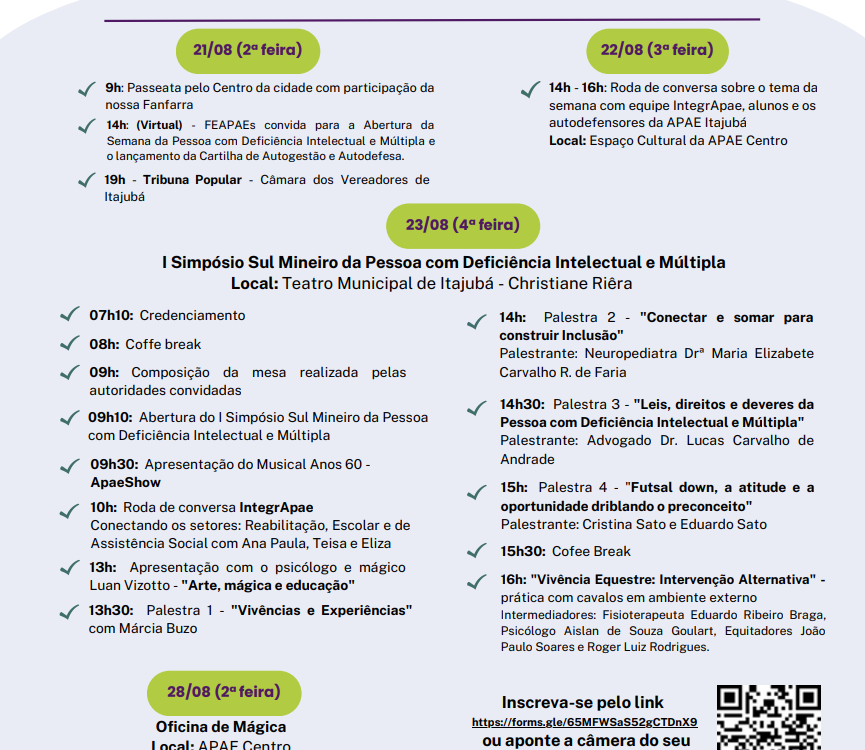 21/08 (2ª feira)
9h: Passeata pelo Centro da cidade com participação da
nossa Fanfarra
14h: (Virtual) - FEAPAEs convida para a Abertura da
Semana da Pessoa com Deficiência Intelectual e Múltipla e
o lançamento da Cartilha de Autogestão e Autodefesa.
19h - Tribuna Popular - Câmara dos Vereadores de
Itajubá
22/08 (3ª feira)
14h - 16h: Roda de conversa sobre o tema da
semana com equipe IntegrApae, alunos e os
autodefensores da APAE Itajubá
Local: Espaço Cultural da APAE Centro
23/08 (4ª feira)
I Simpósio Sul Mineiro da Pessoa com Deficiência Intelectual e Múltipla
Local: Teatro Municipal de Itajubá - Christiane Riêra
07h10: Credenciamento
08h: Coffe break
09h: Composição da mesa realizada pelas
autoridades convidadas
09h10: Abertura do I Simpósio Sul Mineiro da Pessoa
com Deficiência Intelectual e Múltipla
09h30: Apresentação do Musical Anos 60 -
ApaeShow
10h: Roda de conversa IntegrApae
Conectando os setores: Reabilitação, Escolar e de
Assistência Social com Ana Paula, Teisa e Eliza
13h: Apresentação com o psicólogo e mágico
Luan Vizotto - "Arte, mágica e educação"
13h30: Palestra 1 - "Vivências e Experiências"
com Márcia Buzo
14h: Palestra 2 - "Conectar e somar para
construir Inclusão"
Palestrante: Neuropediatra Drª Maria Elizabete
Carvalho R. de Faria
14h30: Palestra 3 - "Leis, direitos e deveres da
Pessoa com Deficiência Intelectual e Múltipla"
Palestrante: Advogado Dr. Lucas Carvalho de
Andrade
15h: Palestra 4 - "Futsal down, a atitude e a
oportunidade driblando o preconceito"
Palestrante: Cristina Sato e Eduardo Sato
15h30: Cofee Break
16h: "Vivência Equestre: Intervenção Alternativa" -
prática com cavalos em ambiente externo
Intermediadores: Fisioterapeuta Eduardo Ribeiro Braga,
Psicólogo Aislan de Souza Goulart, Equitadores João
Paulo Soares e Roger Luiz Rodrigues.
28/08 (2ª feira)
Oficina de Mágica
Local: APAE Centro
Inscreva-se pelo link
https://forms.gle/65MFWSaS52gCTDnX9
ou aponte a câmera do seu